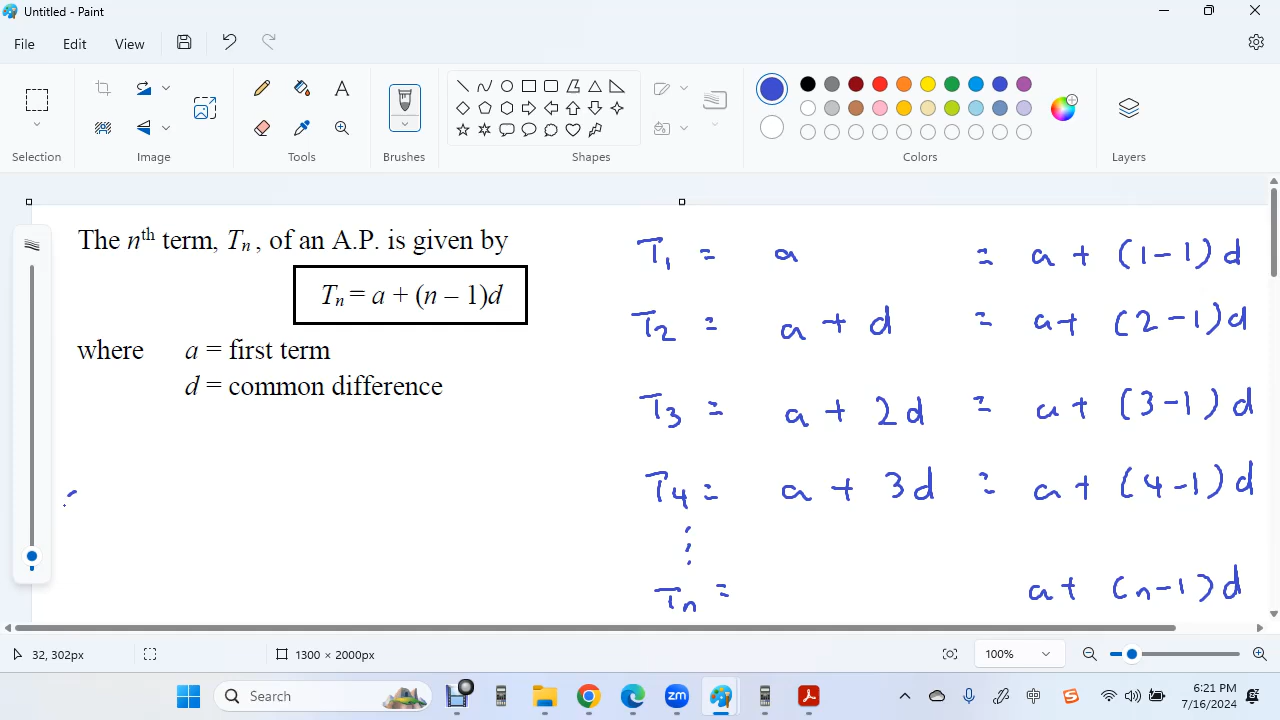 Untitled - Paint
File Edit View
Selection Image Tools Brushes Shapes Colors Layers
The nth term, Tn, of an A.P. is given by
Tn = a + (n – 1)d
where a = first term
d = common difference
T1 = a = a + (1-1)d
T2 = a + d = a + (2-1)d
T3 = a + 2d = a + (3-1)d
T4 = a + 3d = a + (4-1)d
⋮
Tn = a + (n-1)d
32, 302px 1300 × 2000px 100%
Search zm 中 S 6:21 PM
7/16/2024